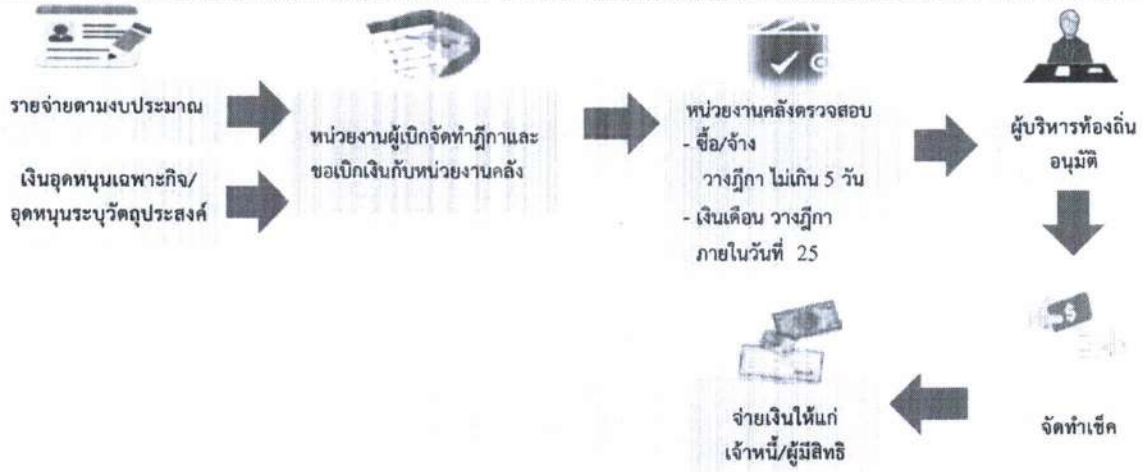 รายจ่ายตามงบประมาณ
เงินอุดหนุนเฉพาะกิจ/
อุดหนุนระบุวัตถุประสงค์
หน่วยงานผู้เบิกจัดทำฎีกาและ
ขอเบิกเงินกับหน่วยงานคลัง
หน่วยงานคลังตรวจสอบ
- ซื้อ/จ้าง
วางฎีกา ไม่เกิน 5 วัน
- เงินเดือน วางฎีกา
ภายในวันที่ 25
ผู้บริหารท้องถิ่น
อนุมัติ
$
จัดทำเช็ค
จ่ายเงินให้แก่
เจ้าหนี้/ผู้มีสิทธิ